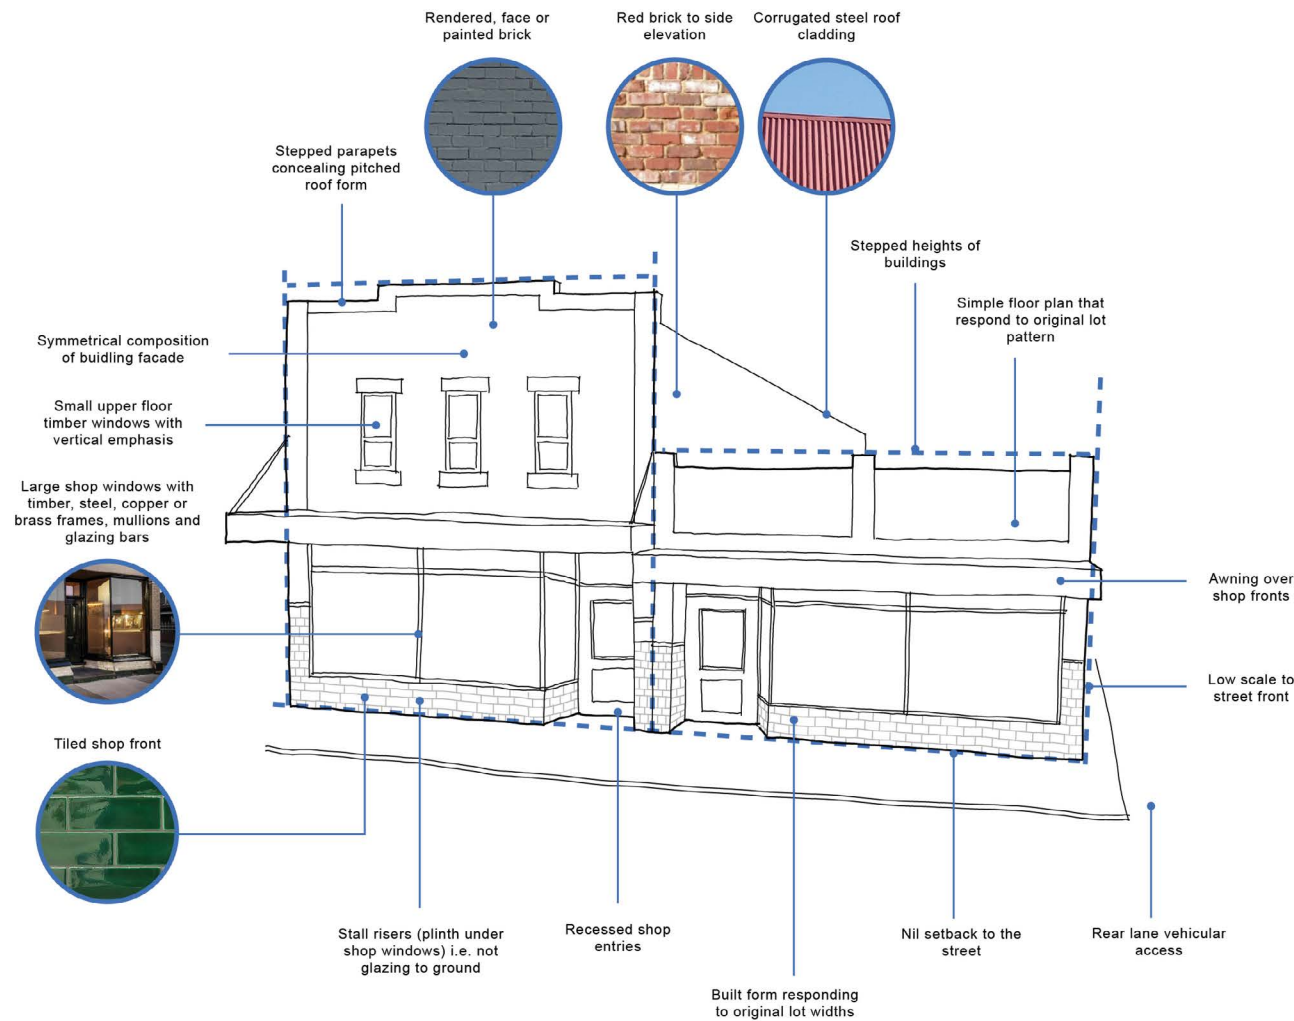 Rendered, face or
painted brick
Red brick to side
elevation
Corrugated steel roof
cladding
Stepped parapets
concealing pitched
roof form
Stepped heights of
buildings
Simple floor plan that
respond to original lot
pattern
Symmetrical composition
of buidling facade
Small upper floor
timber windows with
vertical emphasis
Large shop windows with
timber, steel, copper or
brass frames, mullions and
glazing bars
Awning over
shop fronts
Low scale to
street front
Tiled shop front
Stall risers (plinth under
shop windows) i.e. not
glazing to ground
Recessed shop
entries
Built form responding
to original lot widths
Nil setback to the
street
Rear lane vehicular
access